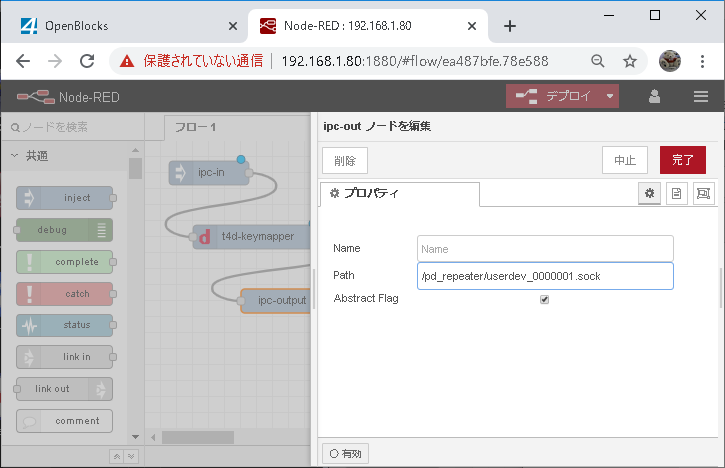 OpenBlocks
Node-RED : 192.168.1.80
保護されていない通信
192.168.1.80:1880/#flow/ea487bfe.78e588
Node-RED
デプロイ
ノードを検索
共通
inject
debug
complete
catch
status
link in
link out
comment
フロー 1
ipc-in
t4d-keymapper
ipc-output
ipc-out ノードを編集
削除
中止
完了
プロパティ
Name
Name
Path
/pd_repeater/userdev_0000001.sock
Abstract Flag
有効